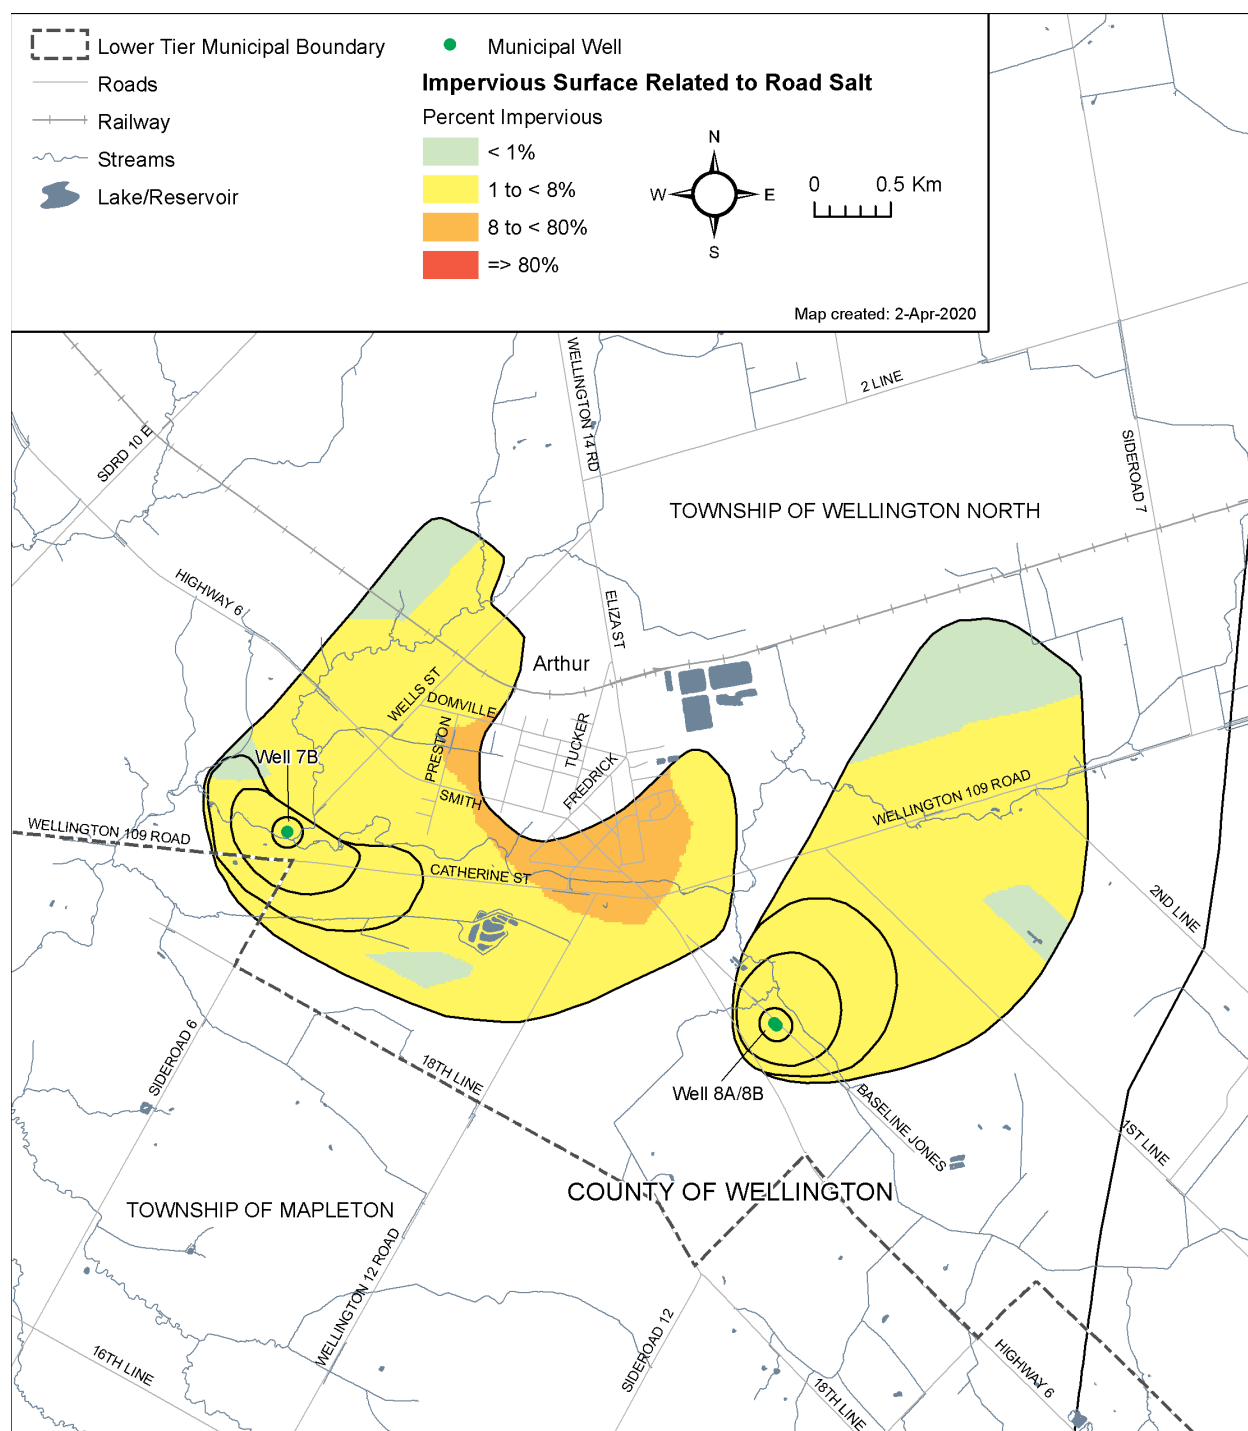 Lower Tier Municipal Boundary
Roads
Railway
Streams
Lake/Reservoir
Municipal Well
Impervious Surface Related to Road Salt
Percent Impervious
< 1%
1 to < 8%
8 to < 80%
=> 80%
N
W
E
S
0
0.5 Km
Map created: 2-Apr-2020
WELLINGTON 14 RD
2 LINE
SDRD 10 E
SIDEROAD 7
TOWNSHIP OF WELLINGTON NORTH
HIGHWAY 6
ELIZA ST
Arthur
WELLS ST
DOMVILLE
PRESTON
TUCKER
FREDRICK
SMITH
Well 7B
WELLINGTON 109 ROAD
WELLINGTON 109 ROAD
CATHERINE ST
2ND LINE
SIDEROAD 6
18TH LINE
Well 8A/8B
BASELINE JONES
1ST LINE
COUNTY OF WELLINGTON
TOWNSHIP OF MAPLETON
WELLINGTON 12 ROAD
SIDEROAD 12
16TH LINE
18TH LINE
HIGHWAY 6